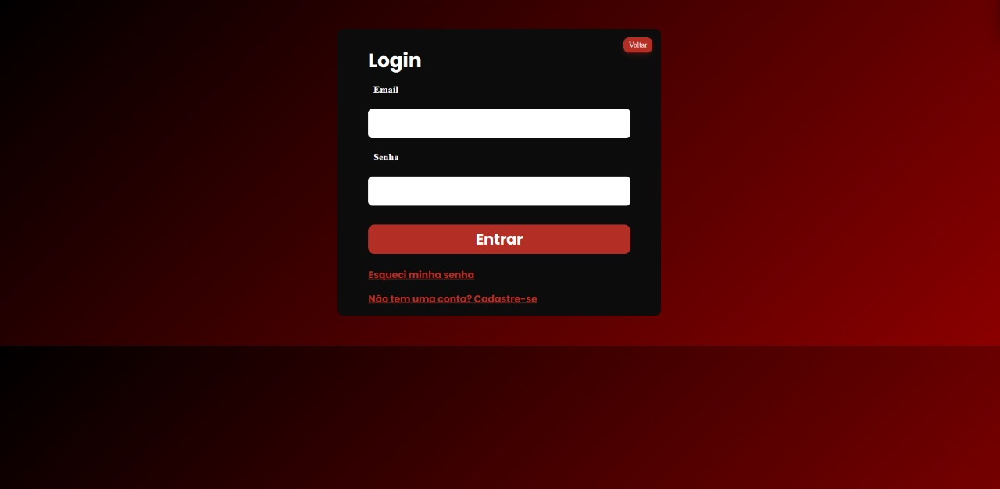 Voltar
Login
Email
Senha
Entrar
Esqueci minha senha
Não tem uma conta? Cadastre-se